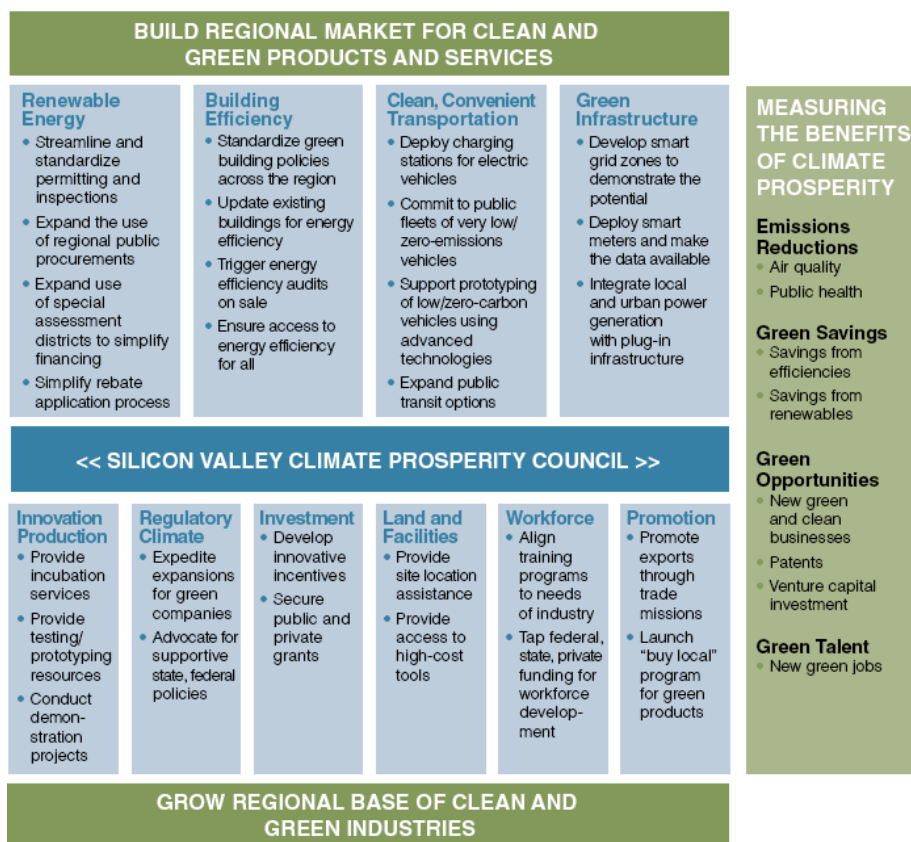 BUILD REGIONAL MARKET FOR CLEAN AND
GREEN PRODUCTS AND SERVICES
Renewable
Energy
• Streamline and
standardize
permitting and
inspections
• Expand the use
of regional public
procurements
• Expand use
of special
assessment
districts to simplify
financing
• Simplify rebate
application process
Building
Efficiency
• Standardize green
building policies
across the region
• Update existing
buildings for energy
efficiency
• Trigger energy
efficiency audits
on sale
• Ensure access to
energy efficiency
for all
Clean, Convenient
Transportation
• Deploy charging
stations for electric
vehicles
• Commit to public
fleets of very low/
zero-emissions
vehicles
• Support prototyping
of low/zero-carbon
vehicles using
advanced
technologies
• Expand public
transit options
Green
Infrastructure
• Develop smart
grid zones to
demonstrate the
potential
• Deploy smart
meters and make
the data available
• Integrate local
and urban power
generation
with plug-in
infrastructure
<< SILICON VALLEY CLIMATE PROSPERITY COUNCIL >>
Innovation
Production
• Provide
incubation
services
• Provide
testing/
prototyping
resources
• Conduct
demon-
stration
projects
Regulatory
Climate
• Expedite
expansions
for green
companies
• Advocate for
supportive
state, federal
policies
Investment
• Develop
innovative
incentives
• Secure
public and
private
grants
Land and
Facilities
• Provide
site location
assistance
• Provide
access to
high-cost
tools
Workforce
• Align
training
programs
to needs
of industry
• Tap federal,
state, private
funding for
workforce
develop-
ment
Promotion
• Promote
exports
through
trade
missions
• Launch
“buy local”
program
for green
products
GROW REGIONAL BASE OF CLEAN AND
GREEN INDUSTRIES
MEASURING
THE BENEFITS
OF CLIMATE
PROSPERITY
Emissions
Reductions
• Air quality
• Public health
Green Savings
• Savings from
efficiencies
• Savings from
renewables
Green
Opportunities
• New green
and clean
businesses
• Patents
• Venture capital
investment
Green Talent
• New green jobs